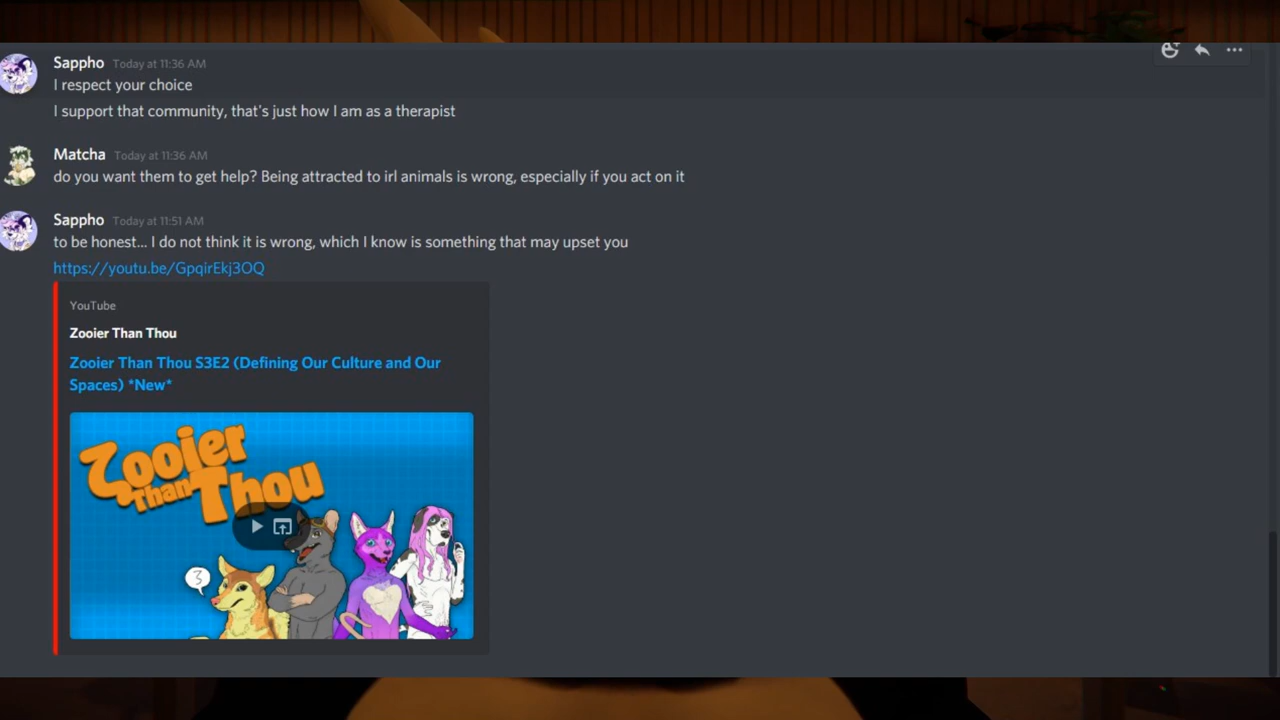 Sappho Today at 11:36 AM
I respect your choice
I support that community, that's just how I am as a therapist
Matcha Today at 11:36 AM
do you want them to get help? Being attracted to irl animals is wrong, especially if you act on it
Sappho Today at 11:51 AM
to be honest... I do not think it is wrong, which I know is something that may upset you
https://youtu.be/GpqirEkj3OQ
YouTube
Zooier Than Thou
Zooier Than Thou S3E2 (Defining Our Culture and Our
Spaces) *New*
Zooier
Than Thou
3